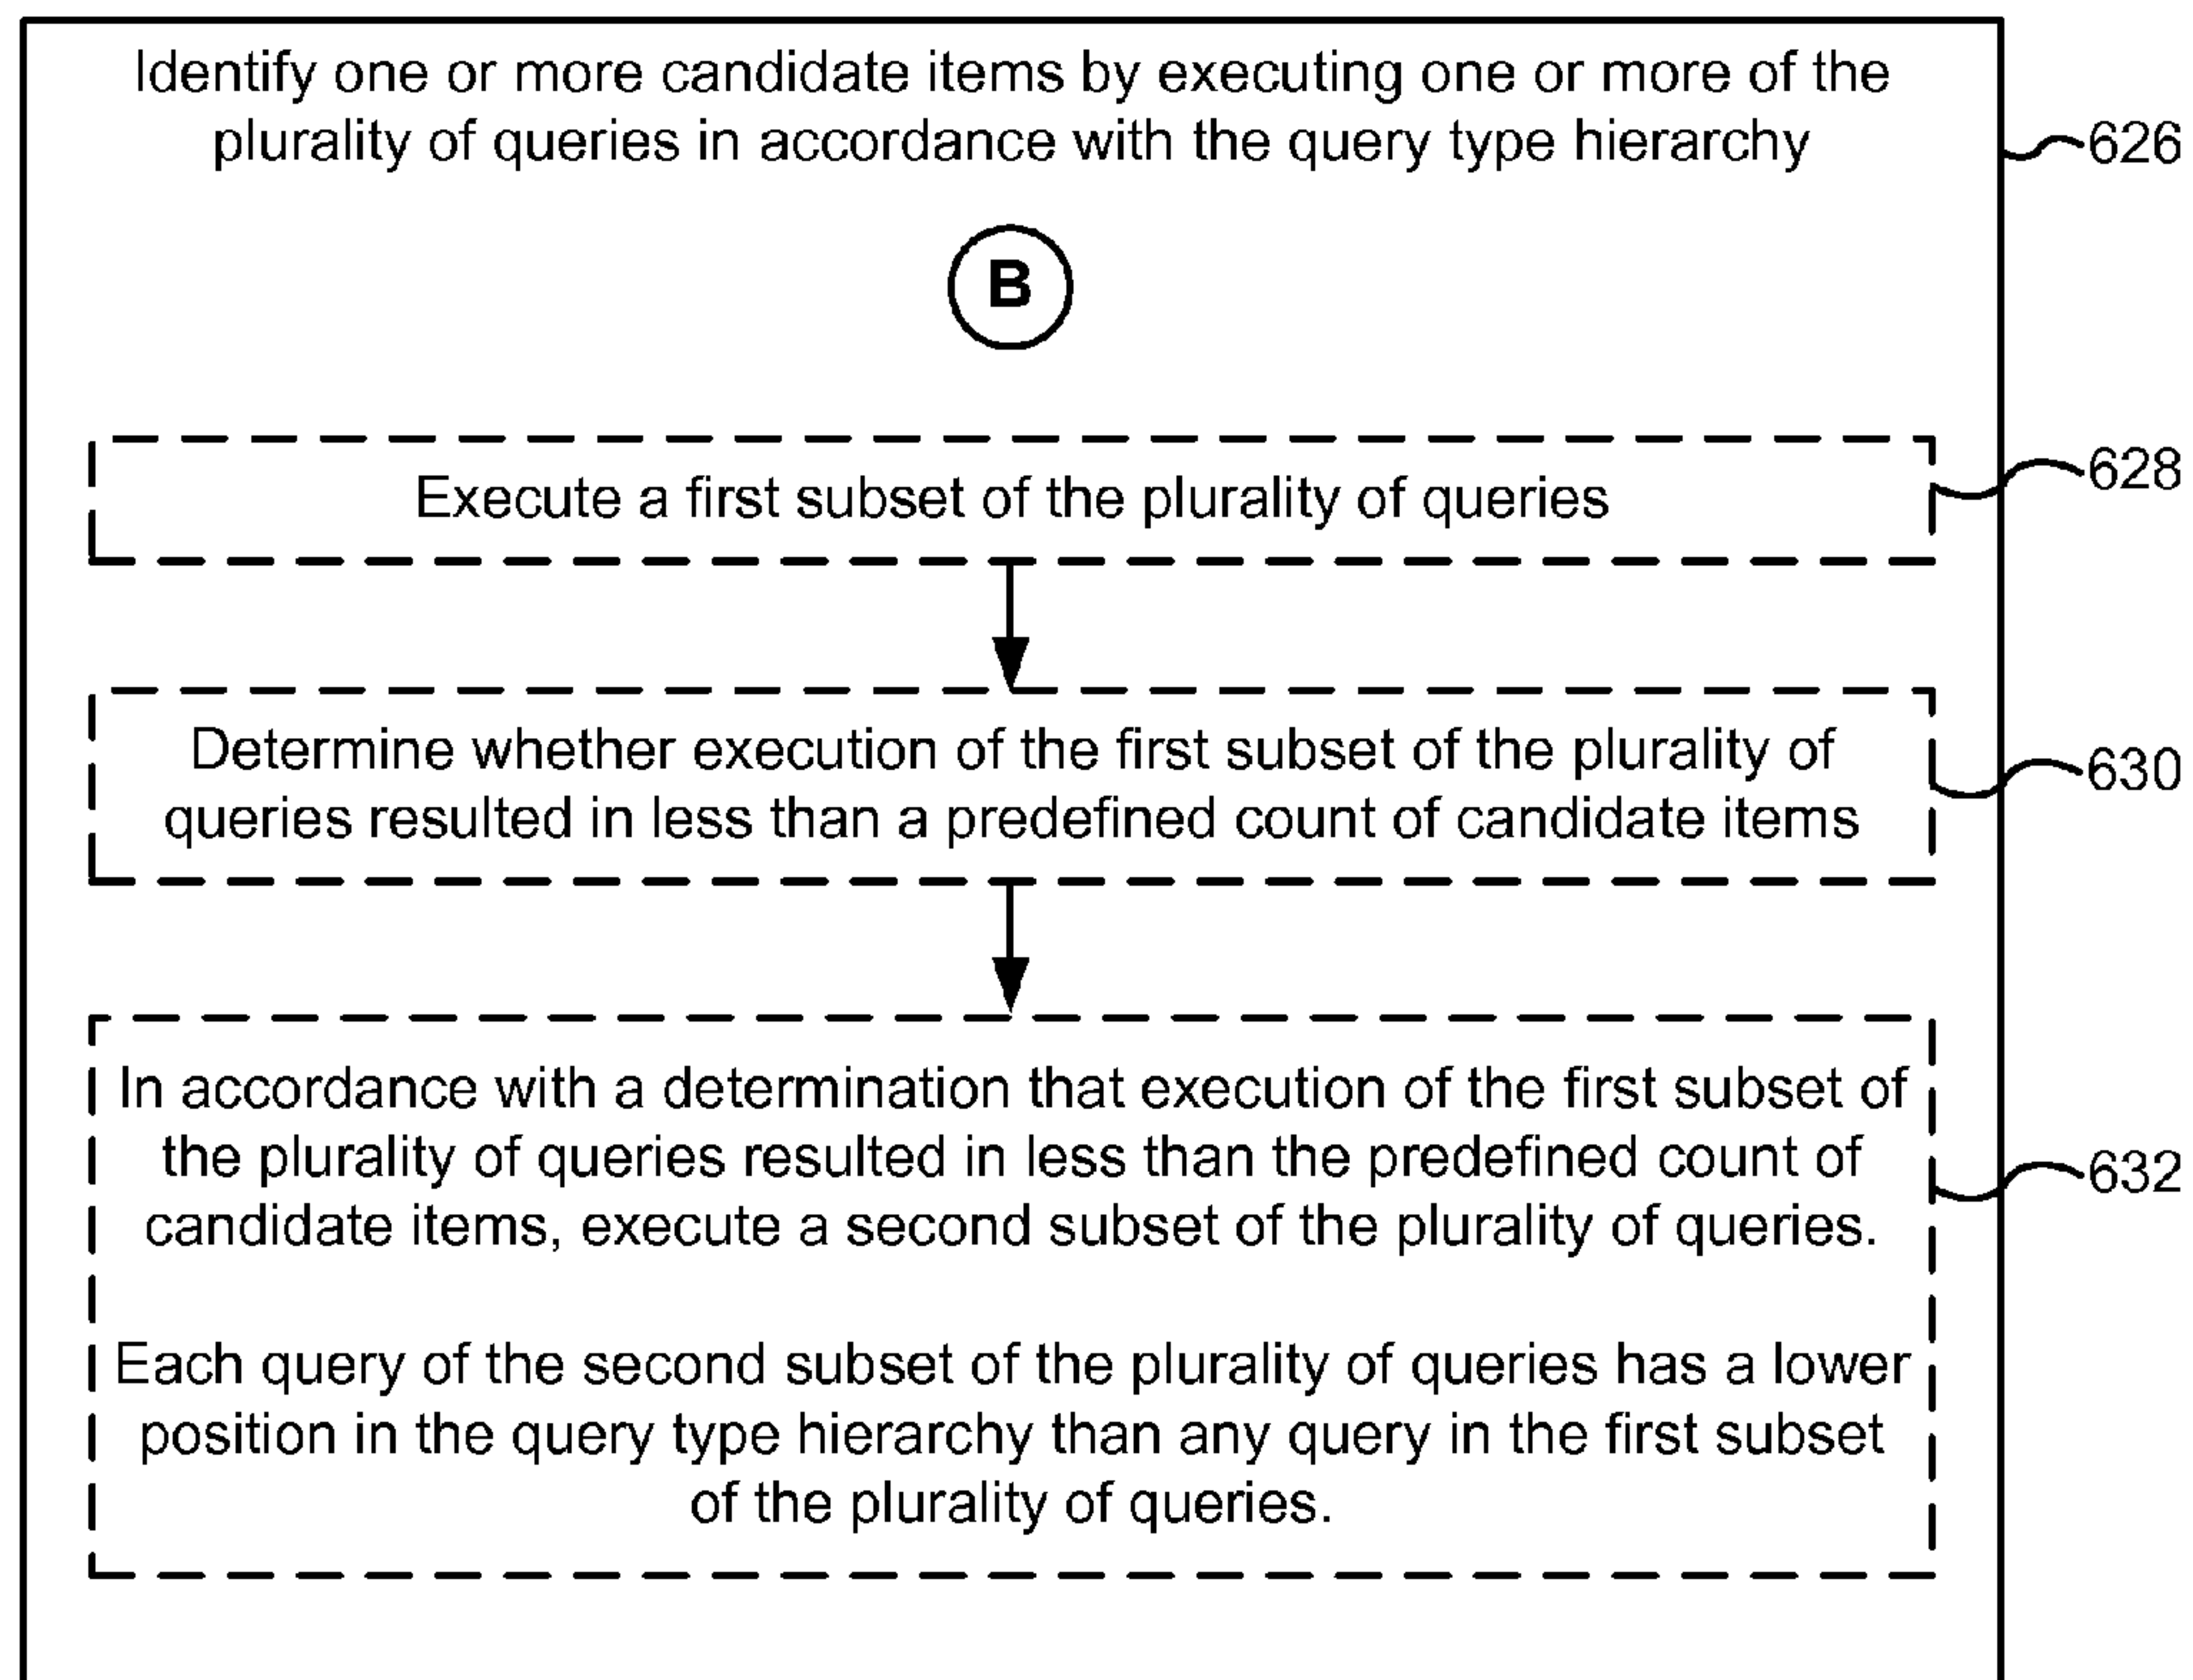 Identify one or more candidate items by executing one or more of the
plurality of queries in accordance with the query type hierarchy
626
B
Execute a first subset of the plurality of queries
628
Determine whether execution of the first subset of the plurality of
queries resulted in less than a predefined count of candidate items
630
In accordance with a determination that execution of the first subset of
the plurality of queries resulted in less than the predefined count of
candidate items, execute a second subset of the plurality of queries.
632
Each query of the second subset of the plurality of queries has a lower
position in the query type hierarchy than any query in the first subset
of the plurality of queries.